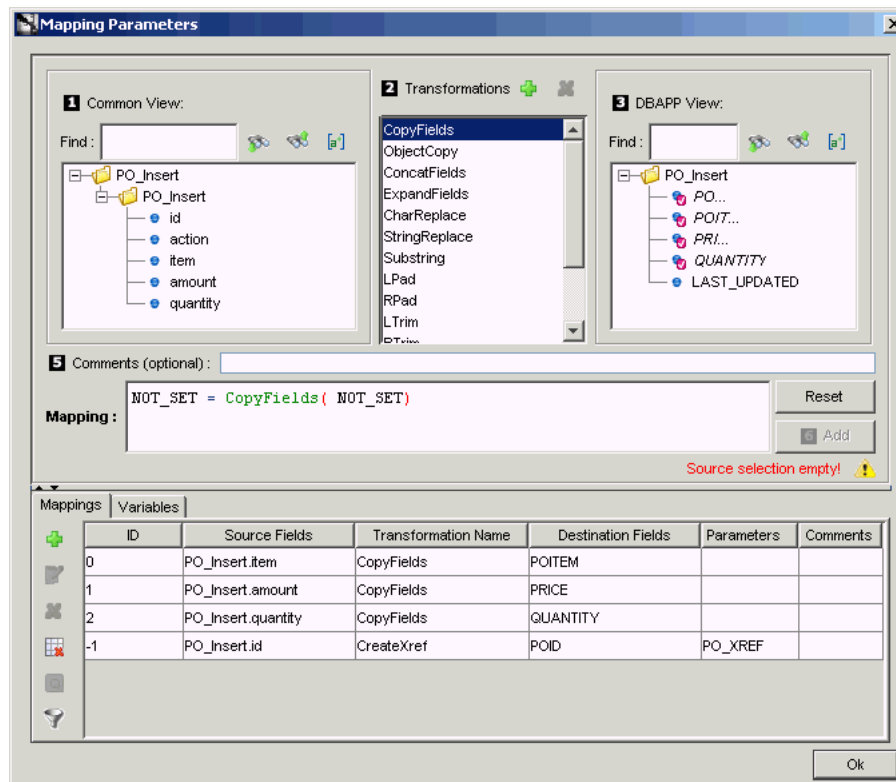 Mapping Parameters
1 Common View:
Find :
PO_Insert
PO_Insert
id
action
item
amount
quantity
2 Transformations
CopyFields
ObjectCopy
ConcatFields
ExpandFields
CharReplace
StringReplace
Substring
LPad
RPad
LTrim
RTrim
3 DBAPP View:
Find :
PO_Insert
PO...
POIT...
PRI...
QUANTITY
LAST_UPDATED
5 Comments (optional) :
Mapping :
NOT_SET = CopyFields( NOT_SET)
Reset
6 Add
Source selection empty!
Mappings Variables
ID Source Fields Transformation Name Destination Fields Parameters Comments
0 PO_Insert.item CopyFields POITEM
1 PO_Insert.amount CopyFields PRICE
2 PO_Insert.quantity CopyFields QUANTITY
-1 PO_Insert.id CreateXref POID PO_XREF
Ok